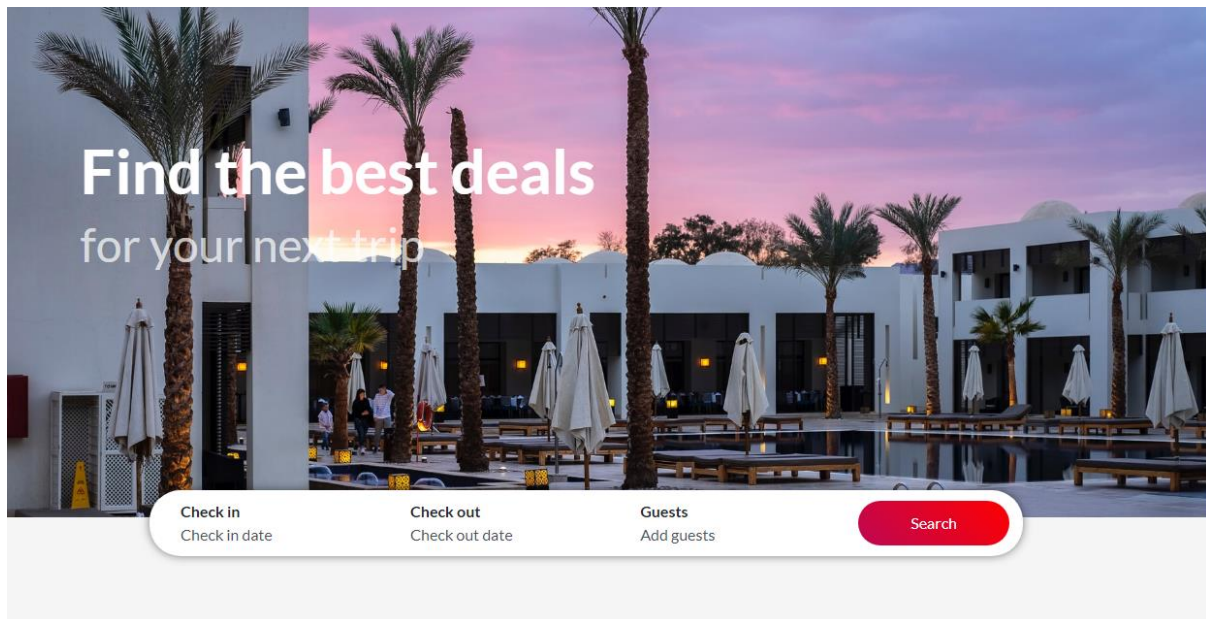 Find the best deals
for your next trip
Check in
Check in date
Check out
Check out date
Guests
Add guests
Search